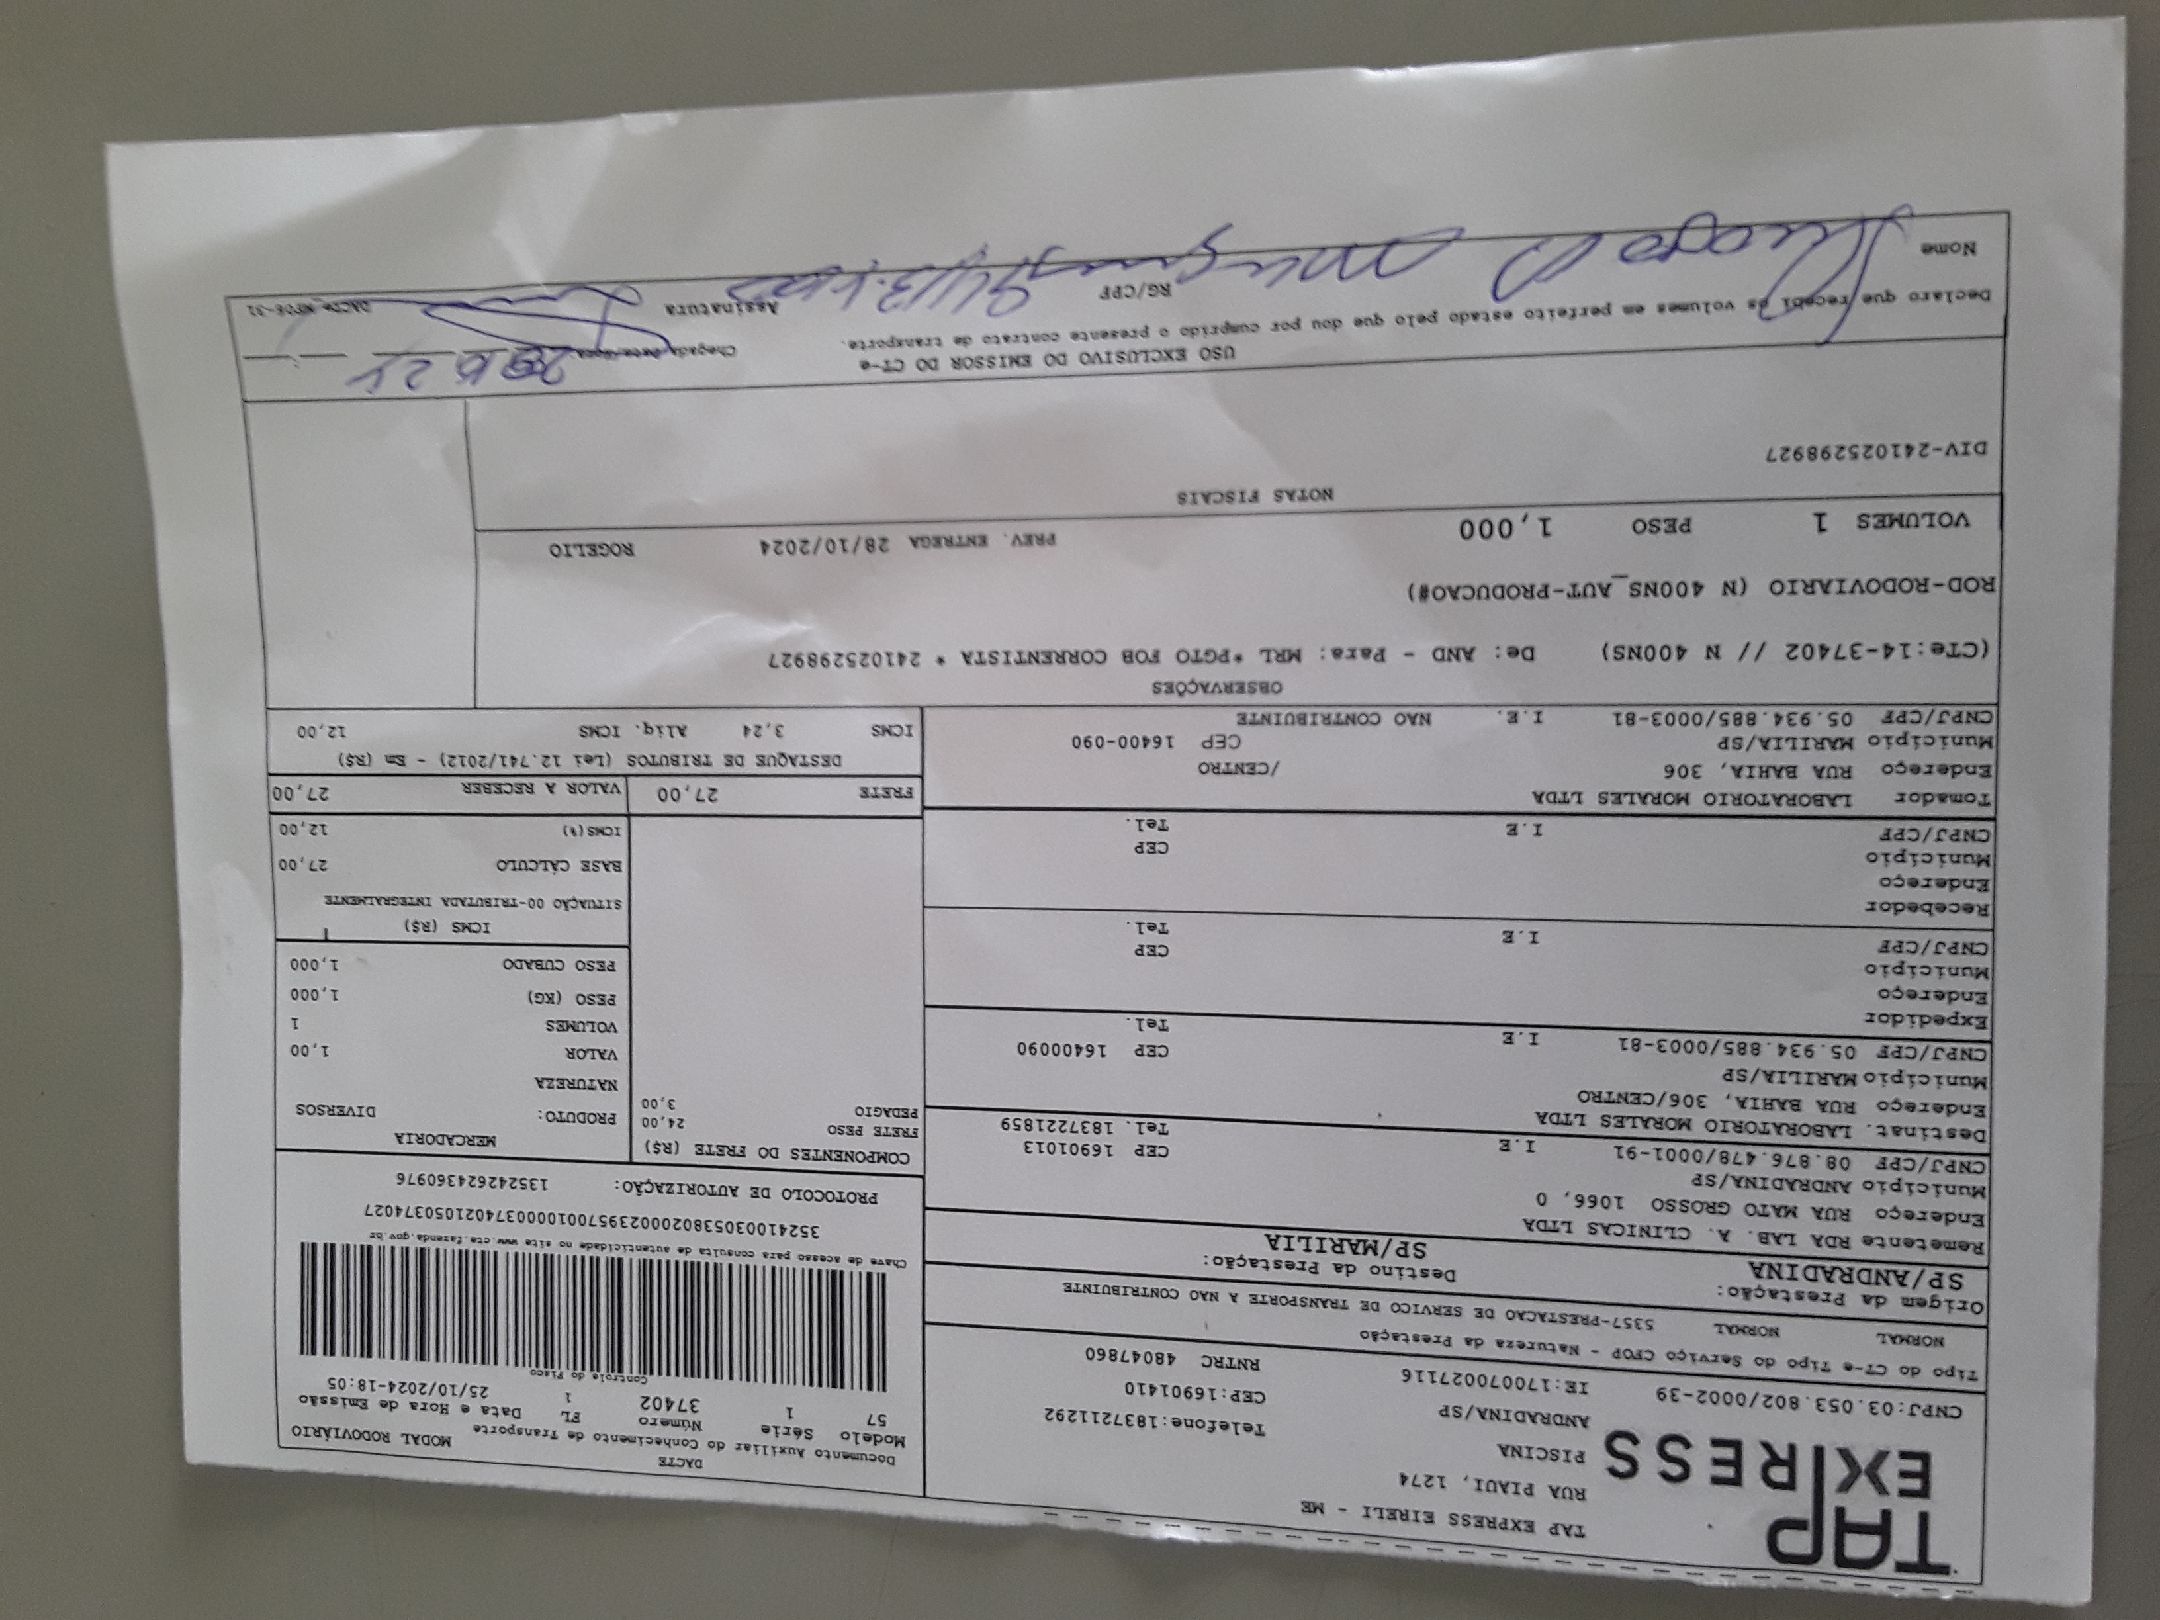 TAP
EXPRESS
TAP EXPRESS EIRELI - ME
RUA PIAUI, 1274
PISCINA
ANDRADINA/SP
Telefone:1837211292
CEP:16901410
CNPJ:03.053.802/0002-39 IE:170070027116 RNTRC 48047860
Tipo do CT-e Tipo do Serviço CFOP - Natureza da Prestação
NORMAL NORMAL 5357-PRESTACAO DE SERVICO DE TRANSPORTE A NAO CONTRIBUINTE
Origem da Prestação: Destino da Prestação:
SP/ANDRADINA SP/MARILIA
DACTE
Documento Auxiliar do Conhecimento de Transporte MODAL RODOVIÁRIO
Modelo Série Número FL Data e Hora de Emissão
57 1 37402 1 25/10/2024-18:05
Controle do Fisco
Chave de acesso para consulta de autenticidade no site www.cte.fazenda.gov.br
35241003053802000239570010000374021050374027
PROTOCOLO DE AUTORIZAÇÃO: 135242624360976
Remetente RDA LAB. A. CLINICAS LTDA
Endereço RUA MATO GROSSO 1066, 0
Município ANDRADINA/SP CEP 16901013
CNPJ/CPF 08.876.478/0001-91 I.E Tel. 1837221859
Destinat. LABORATORIO MORALES LTDA
Endereço RUA BAHIA, 306/CENTRO
Município MARILIA/SP CEP 16400090
CNPJ/CPF 05.934.885/0003-81 I.E Tel.
Expedidor
Endereço
Município CEP
CNPJ/CPF I.E Tel.
Recebedor
Endereço
Município CEP
CNPJ/CPF I.E Tel.
Tomador LABORATORIO MORALES LTDA
Endereço RUA BAHIA, 306 /CENTRO
Município MARILIA/SP CEP 16400-090
CNPJ/CPF 05.934.885/0003-81 I.E. NAO CONTRIBUINTE
COMPONENTES DO FRETE (R$)
FRETE PESO 24,00
PEDAGIO 3,00
FRETE 27,00
MERCADORIA
PRODUTO: DIVERSOS
NATUREZA
VALOR 1,00
VOLUMES 1
PESO (KG) 1,000
PESO CUBADO 1,000
ICMS (R$)
SITUAÇÃO 00-TRIBUTADA INTEGRALMENTE
BASE CÁLCULO 27,00
ICMS(%) 12,00
VALOR A RECEBER 27,00
DESTAQUE DE TRIBUTOS (Lei 12.741/2012) - Em (R$)
ICMS 3,24 Alíq. ICMS 12,00
OBSERVAÇÕES
(CTe:14-37402 // N 400NS) De: AND - Para: MRL *PGTO FOB CORRENTISTA * 241025298927
ROD-RODOVIARIO (N 400NS_AUT-PRODUCAO#)
VOLUMES 1 PESO 1,000 PREV. ENTREGA 28/10/2024 ROGELIO
NOTAS FISCAIS
DIV-241025298927
USO EXCLUSIVO DO EMISSOR DO CT-e
Declaro que recebi os volumes em perfeito estado pelo que dou por cumprido o presente contrato de transporte.
Chegada Data Hora
Nome RG/CPF Assinatura